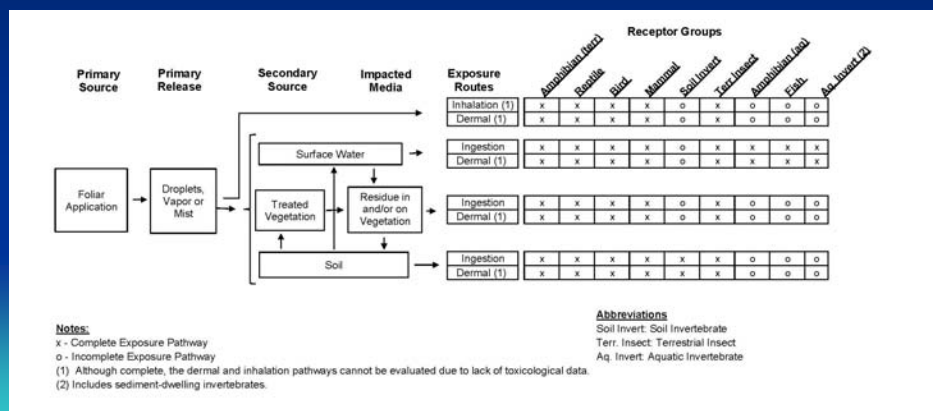 Receptor Groups
Primary Source
Primary Release
Secondary Source
Impacted Media
Exposure Routes
Amphibian (terr)
Reptile
Bird
Mammal
Soil Invert
Terr Insect
Amphibian (aq)
Fish
Aq. Invert (2)
Inhalation (1) x x x x o x o o o
Dermal (1) x x x x o x o o o
Surface Water
Ingestion x x x x o x x x x
Dermal (1) x x x x o x x x x
Foliar Application
Droplets, Vapor or Mist
Treated Vegetation
Residue in and/or on Vegetation
Ingestion x x x x o x o o o
Dermal (1) x x x x o x o o o
Soil
Ingestion x x x x x x o o o
Dermal (1) x x x x x x o o o
Notes:
x - Complete Exposure Pathway
o - Incomplete Exposure Pathway
(1) Although complete, the dermal and inhalation pathways cannot be evaluated due to lack of toxicological data.
(2) Includes sediment-dwelling invertebrates.
Abbreviations
Soil Invert: Soil Invertebrate
Terr. Insect: Terrestrial Insect
Aq. Invert: Aquatic Invertebrate